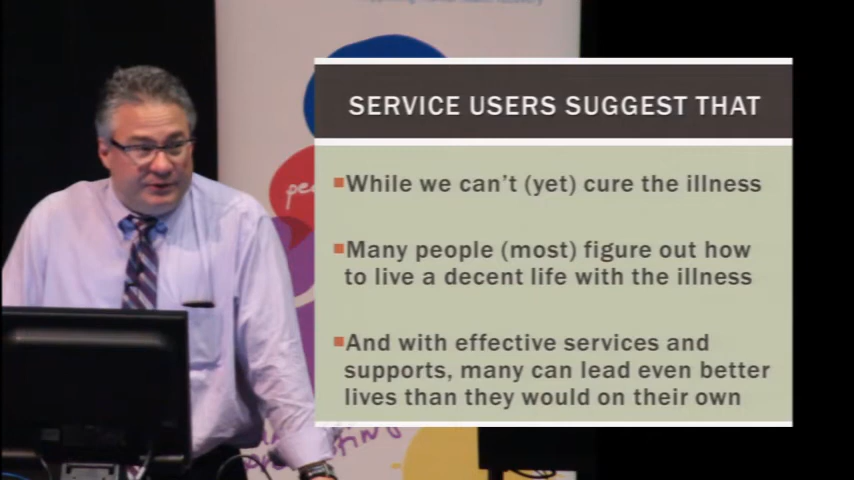 SERVICE USERS SUGGEST THAT
While we can't (yet) cure the illness
Many people (most) figure out how
to live a decent life with the illness
And with effective services and
supports, many can lead even better
lives than they would on their own